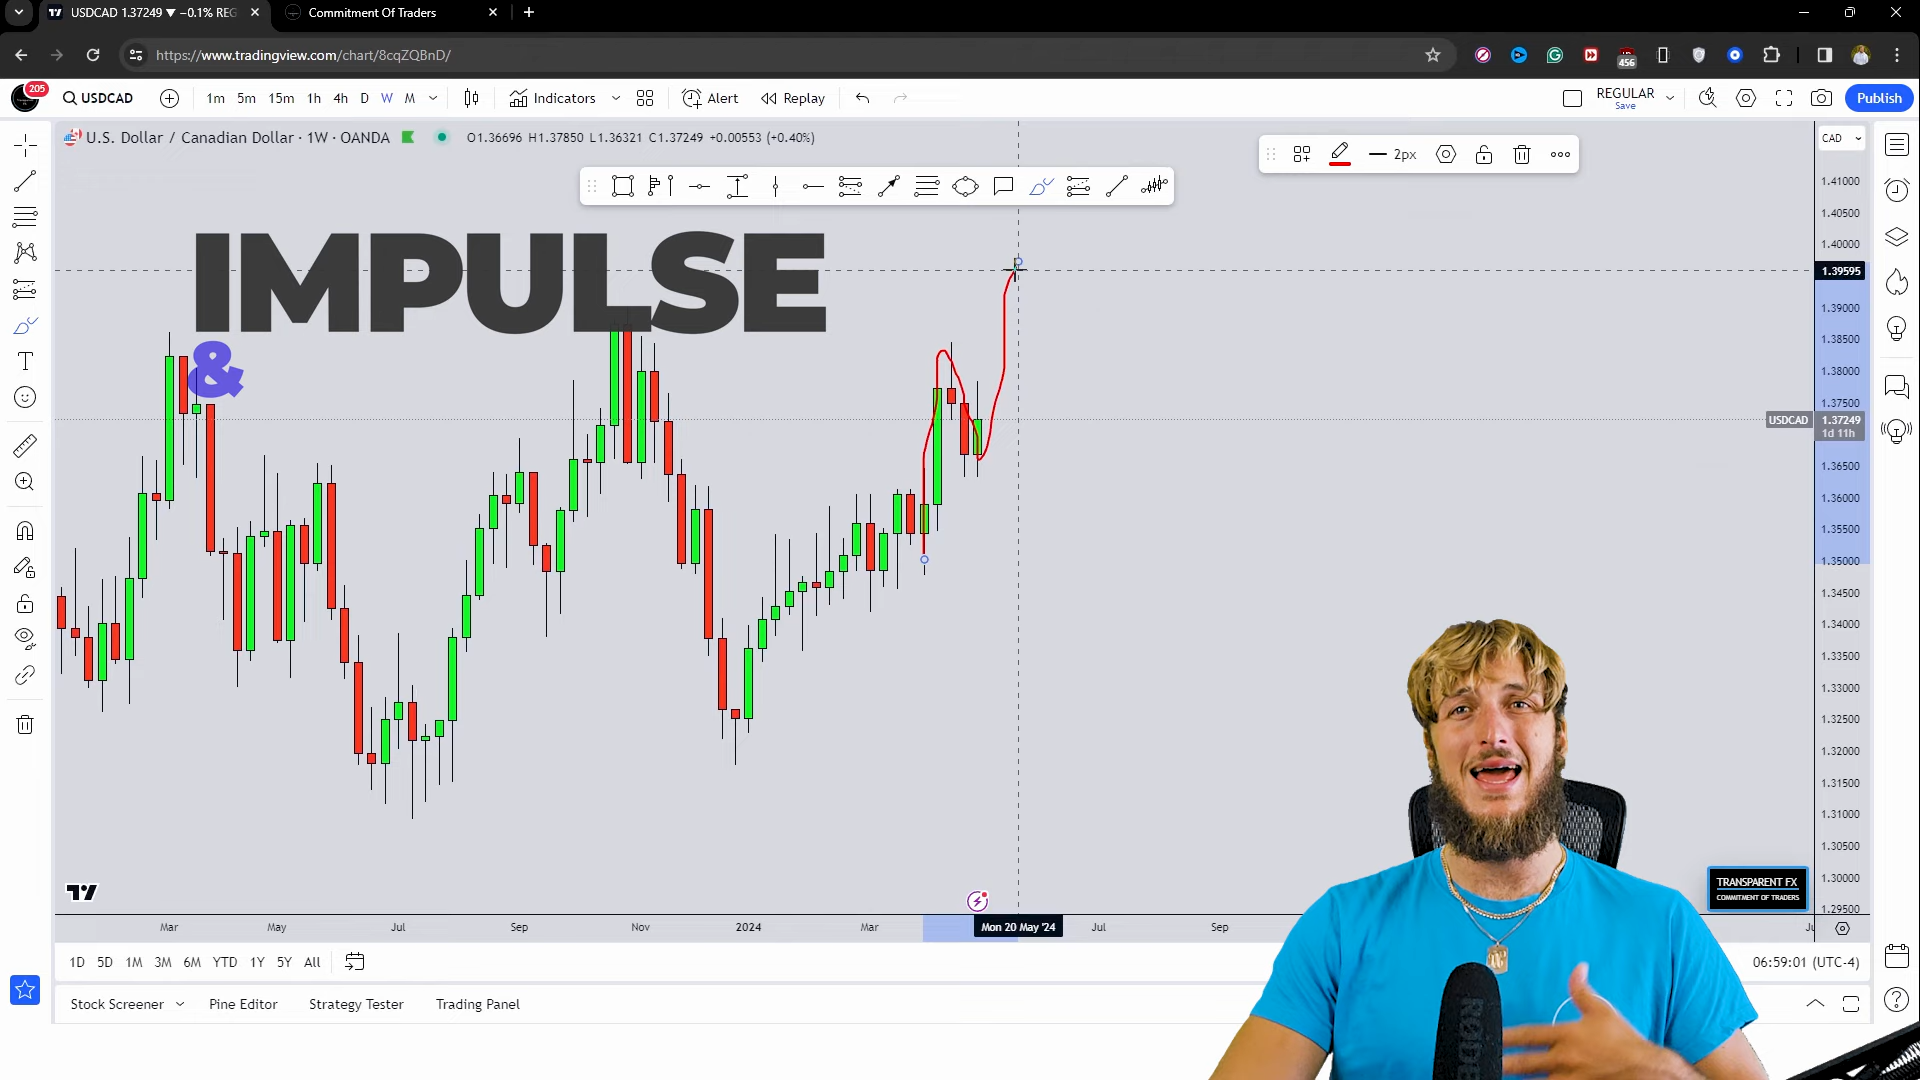 USDCAD 1.37249 ▼ −0.1% REG
Commitment Of Traders
https://www.tradingview.com/chart/8cqZQBnD/
456
205
USDCAD
1m 5m 15m 1h 4h D W M
Indicators
Alert
Replay
REGULAR
Save
Publish
U.S. Dollar / Canadian Dollar · 1W · OANDA
O1.36696 H1.37850 L1.36321 C1.37249 +0.00553 (+0.40%)
CAD
2px
IMPULSE
&
1.41000
1.40500
1.40000
1.39595
1.39000
1.38500
1.38000
1.37500
USDCAD 1.37249
1d 11h
1.36500
1.36000
1.35500
1.35000
1.34500
1.34000
1.33500
1.33000
1.32500
1.32000
1.31500
1.31000
1.30500
1.30000
1.29500
TRANSPARENT FX
COMMITMENT OF TRADERS
RØDE
Mar May Jul Sep Nov 2024 Mar Mon 20 May '24 Jul Sep
1D 5D 1M 3M 6M YTD 1Y 5Y All
06:59:01 (UTC-4)
Stock Screener Pine Editor Strategy Tester Trading Panel